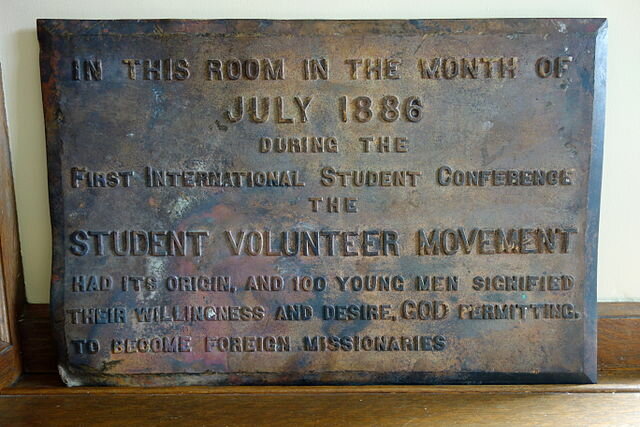 IN THIS ROOM IN THE MONTH OF
JULY 1886
DURING THE
FIRST INTERNATIONAL STUDENT CONFERENCE
THE
STUDENT VOLUNTEER MOVEMENT
HAD ITS ORIGIN, AND 100 YOUNG MEN SIGNIFIED
THEIR WILLINGNESS AND DESIRE, GOD PERMITTING,
TO BECOME FOREIGN MISSIONARIES